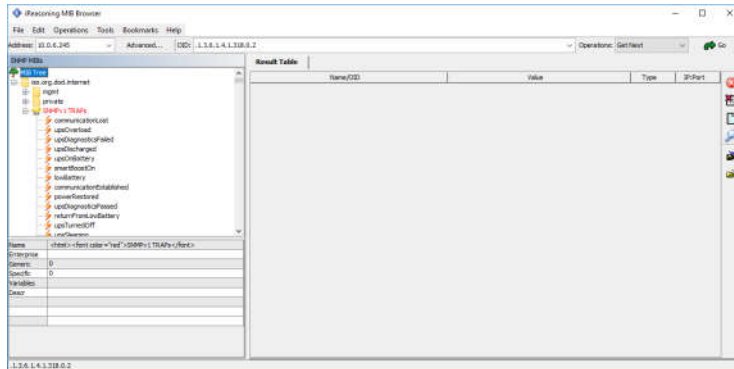 iReasoning MIB Browser
File Edit Operations Tools Bookmarks Help
Address: 10.0.6.245 Advanced... OID: .1.3.6.1.4.1.318.0.2 Operations: Get Next Go
SNMP MIBs
MIB Tree
iso.org.dod.internet
mgmt
private
SNMPv1 TRAPs
communicationLost
upsOverload
upsDiagnosticsFailed
upsDischarged
upsOnBattery
smartBoostOn
lowBattery
communicationEstablished
powerRestored
upsDiagnosticsPassed
returnFromLowBattery
upsTurnedOff
upsSleeping
Name <html><font color="red">SNMPv1 TRAPs</font>
Enterprise
Generic 0
Specific 0
Variables
Descr
Result Table
Name/OID Value Type IP:Port
.1.3.6.1.4.1.318.0.2